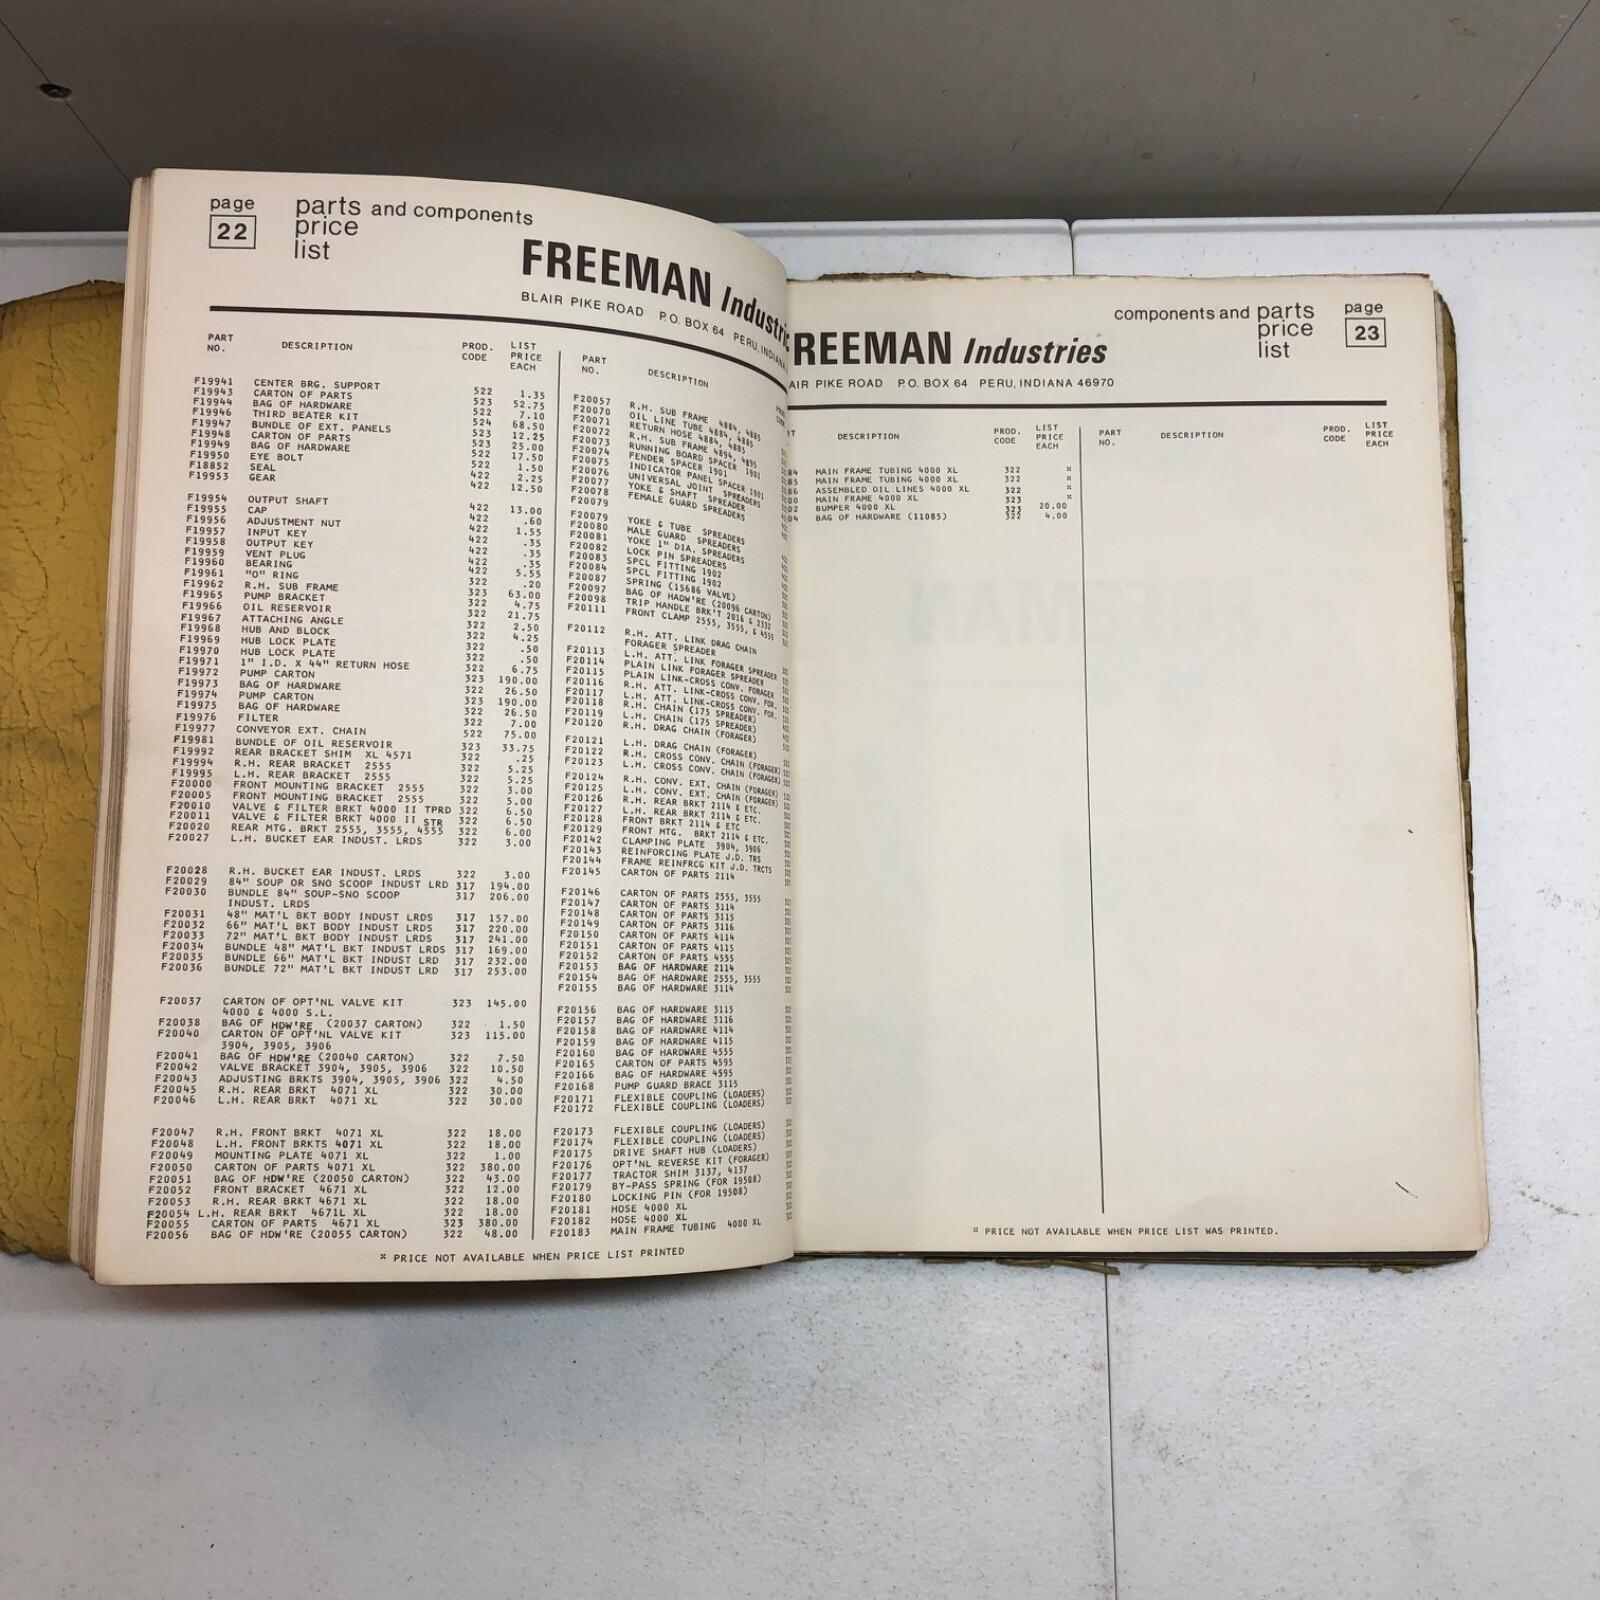 page
22
parts and components
price
list
FREEMAN Industri
BLAIR PIKE ROAD P.O. BOX 64 PERU, INDIANA
PART NO. DESCRIPTION PROD. CODE LIST PRICE EACH
F19941 CENTER BRG. SUPPORT 522 1.35
F19943 CARTON OF PARTS 523 52.75
F19944 BAG OF HARDWARE 522 7.10
F19946 THIRD BEATER KIT 524 68.50
F19947 BUNDLE OF EXT. PANELS 523 12.25
F19948 CARTON OF PARTS 523 25.00
F19949 BAG OF HARDWARE 522 17.50
F19950 EYE BOLT 522 1.50
F18852 SEAL 422 2.25
F19953 GEAR 422 12.50
F19954 OUTPUT SHAFT 422 13.00
F19955 CAP 422 .60
F19956 ADJUSTMENT NUT 422 1.55
F19957 INPUT KEY 422 .35
F19958 OUTPUT KEY 422 .35
F19959 VENT PLUG 422 .35
F19960 BEARING 422 5.55
F19961 "O" RING 322 .20
F19962 R.H. SUB FRAME 323 63.00
F19965 PUMP BRACKET 322 4.75
F19966 OIL RESERVOIR 322 21.75
F19967 ATTACHING ANGLE 322 2.50
F19968 HUB AND BLOCK 322 4.25
F19969 HUB LOCK PLATE 322 .50
F19970 HUB LOCK PLATE 322 .50
F19971 1" I.D. X 44" RETURN HOSE 322 6.75
F19972 PUMP CARTON 323 190.00
F19973 BAG OF HARDWARE 322 26.50
F19974 PUMP CARTON 323 190.00
F19975 BAG OF HARDWARE 322 26.50
F19976 FILTER 322 7.00
F19977 CONVEYOR EXT. CHAIN 522 75.00
F19981 BUNDLE OF OIL RESERVOIR 323 33.75
F19992 REAR BRACKET SHIM XL 4571 322 .25
F19994 R.H. REAR BRACKET 2555 322 5.25
F19995 L.H. REAR BRACKET 2555 322 5.25
F20000 FRONT MOUNTING BRACKET 2555 322 3.00
F20005 FRONT MOUNTING BRACKET 2555 322 5.00
F20010 VALVE & FILTER BRKT 4000 II TPRD 322 6.50
F20011 VALVE & FILTER BRKT 4000 II STR 322 6.50
F20020 REAR MTG. BRKT 2555, 3555, 4555 322 6.00
F20027 L.H. BUCKET EAR INDUST. LRDS 322 3.00
F20028 R.H. BUCKET EAR INDUST. LRDS 322 3.00
F20029 84" SOUP OR SNO SCOOP INDUST LRD 317 194.00
F20030 BUNDLE 84" SOUP-SNO SCOOP 317 206.00
INDUST. LRDS
F20031 48" MAT'L BKT BODY INDUST LRDS 317 157.00
F20032 66" MAT'L BKT BODY INDUST LRDS 317 220.00
F20033 72" MAT'L BKT BODY INDUST LRDS 317 241.00
F20034 BUNDLE 48" MAT'L BKT INDUST LRDS 317 169.00
F20035 BUNDLE 66" MAT'L BKT INDUST LRD 317 232.00
F20036 BUNDLE 72" MAT'L BKT INDUST LRD 317 253.00
F20037 CARTON OF OPT'NL VALVE KIT 323 145.00
4000 & 4000 S.L.
F20038 BAG OF HDW'RE (20037 CARTON) 322 1.50
F20040 CARTON OF OPT'NL VALVE KIT 323 115.00
3904, 3905, 3906
F20041 BAG OF HDW'RE (20040 CARTON) 322 7.50
F20042 VALVE BRACKET 3904, 3905, 3906 322 10.50
F20043 ADJUSTING BRKTS 3904, 3905, 3906 322 4.50
F20045 R.H. REAR BRKT 4071 XL 322 30.00
F20046 L.H. REAR BRKT 4071 XL 322 30.00
F20047 R.H. FRONT BRKT 4071 XL 322 18.00
F20048 L.H. FRONT BRKTS 4071 XL 322 18.00
F20049 MOUNTING PLATE 4071 XL 322 1.00
F20050 CARTON OF PARTS 4071 XL 322 380.00
F20051 BAG OF HDW'RE (20050 CARTON) 322 43.00
F20052 FRONT BRACKET 4671 XL 322 12.00
F20053 R.H. REAR BRKT 4671 XL 322 18.00
F20054 L.H. REAR BRKT 4671L XL 322 18.00
F20055 CARTON OF PARTS 4671 XL 323 380.00
F20056 BAG OF HDW'RE (20055 CARTON) 322 48.00
PART NO. DESCRIPTION
F20057 R.H. SUB FRAME 4884, 4885
F20070 OIL LINE TUBE 4884, 4885
F20071 RETURN HOSE 4884, 4885
F20072 R.H. SUB FRAME 4894, 4895
F20073 RUNNING BOARD SPACER 1901
F20074 FENDER SPACER 1901
F20075 INDICATOR PANEL SPACER 1901
F20076 UNIVERSAL JOINT SPREADERS
F20077 YOKE & SHAFT SPREADERS
F20078 FEMALE GUARD SPREADERS
F20079
F20079 YOKE & TUBE SPREADERS
F20080 MALE GUARD SPREADERS
F20081 YOKE 1" DIA. SPREADERS
F20082 LOCK PIN SPREADERS
F20083 SPCL FITTING 1902
F20084 SPCL FITTING 1902
F20087 SPRING (15686 VALVE)
F20097 BAG OF HADW'RE (20096 CARTON)
F20098 TRIP HANDLE BRK'T 2016 & 2332
F20111 FRONT CLAMP 2555, 3555, & 4555
F20112 R.H. ATT. LINK DRAG CHAIN
FORAGER SPREADER
F20113 L.H. ATT. LINK FORAGER SPREADER
F20114 PLAIN LINK FORAGER SPREADER
F20115 PLAIN LINK-CROSS CONV. FORAGER
F20116 R.H. ATT. LINK-CROSS CONV. FOR.
F20117 L.H. ATT. LINK-CROSS CONV. FOR.
F20118 R.H. CHAIN (175 SPREADER)
F20119 L.H. CHAIN (175 SPREADER)
F20120 R.H. DRAG CHAIN (FORAGER)
F20121 L.H. DRAG CHAIN (FORAGER)
F20122 R.H. CROSS CONV. CHAIN (FORAGER)
F20123 L.H. CROSS CONV. CHAIN (FORAGER)
F20124 R.H. CONV. EXT. CHAIN (FORAGER)
F20125 L.H. CONV. EXT. CHAIN (FORAGER)
F20126 R.H. REAR BRKT 2114 & ETC.
F20127 L.H. REAR BRKT 2114 & ETC.
F20128 FRONT BRKT 2114 & ETC
F20129 FRONT MTG. BRKT 2114 & ETC.
F20142 CLAMPING PLATE 3904, 3906
F20143 REINFORCING PLATE J.D. TRS
F20144 FRAME REINFRCG KIT J.D. TRCTS
F20145 CARTON OF PARTS 2114
F20146 CARTON OF PARTS 2555, 3555
F20147 CARTON OF PARTS 3114
F20148 CARTON OF PARTS 3115
F20149 CARTON OF PARTS 3116
F20150 CARTON OF PARTS 4114
F20151 CARTON OF PARTS 4115
F20152 CARTON OF PARTS 4555
F20153 BAG OF HARDWARE 2114
F20154 BAG OF HARDWARE 2555, 3555
F20155 BAG OF HARDWARE 3114
F20156 BAG OF HARDWARE 3115
F20157 BAG OF HARDWARE 3116
F20158 BAG OF HARDWARE 4114
F20159 BAG OF HARDWARE 4115
F20160 BAG OF HARDWARE 4555
F20165 CARTON OF PARTS 4595
F20166 BAG OF HARDWARE 4595
F20168 PUMP GUARD BRACE 3115
F20171 FLEXIBLE COUPLING (LOADERS)
F20172 FLEXIBLE COUPLING (LOADERS)
F20173 FLEXIBLE COUPLING (LOADERS)
F20174 FLEXIBLE COUPLING (LOADERS)
F20175 DRIVE SHAFT HUB (LOADERS)
F20176 OPT'NL REVERSE KIT (FORAGER)
F20177 TRACTOR SHIM 3137, 4137
F20179 BY-PASS SPRING (FOR 19508)
F20180 LOCKING PIN (FOR 19508)
F20181 HOSE 4000 XL
F20182 HOSE 4000 XL
F20183 MAIN FRAME TUBING 4000 XL
* PRICE NOT AVAILABLE WHEN PRICE LIST PRINTED
components and parts
price
list
page
23
REEMAN Industries
AIR PIKE ROAD P.O. BOX 64 PERU, INDIANA 46970
RT DESCRIPTION PROD. CODE LIST PRICE EACH
84 MAIN FRAME TUBING 4000 XL 322 *
85 MAIN FRAME TUBING 4000 XL 322 *
86 ASSEMBLED OIL LINES 4000 XL 322 *
00 MAIN FRAME 4000 XL 323 *
02 BUMPER 4000 XL 323 20.00
04 BAG OF HARDWARE (11085) 322 4.00
PART NO. DESCRIPTION PROD. CODE LIST PRICE EACH
* PRICE NOT AVAILABLE WHEN PRICE LIST WAS PRINTED.